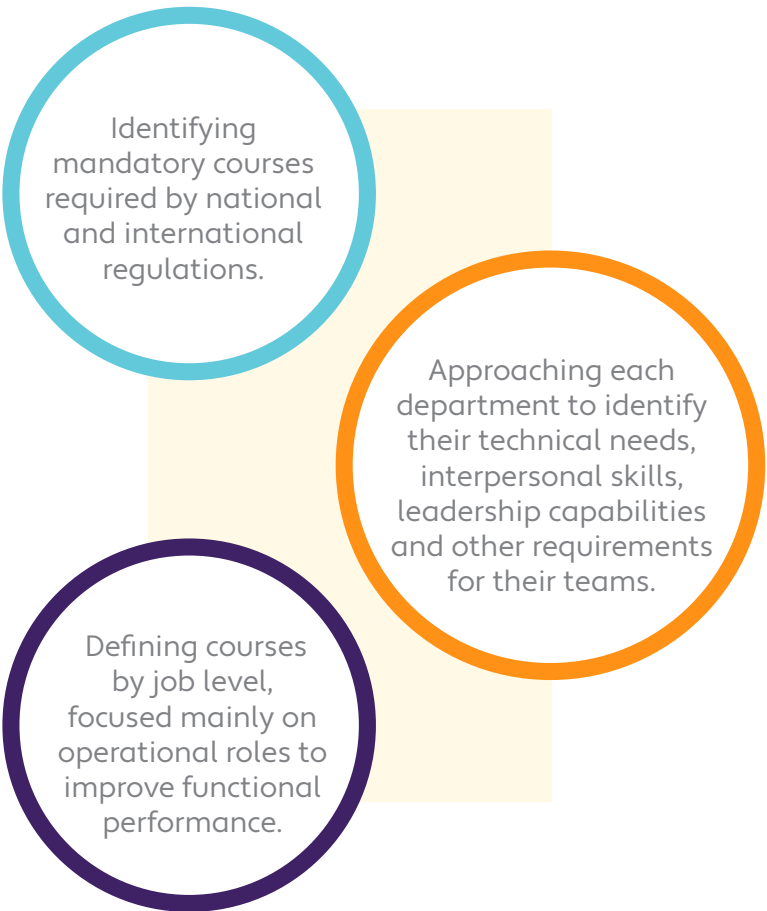 Identifying
mandatory courses
required by national
and international
regulations.
Approaching each
department to identify
their technical needs,
interpersonal skills,
leadership capabilities
and other requirements
for their teams.
Defining courses
by job level,
focused mainly on
operational roles to
improve functional
performance.